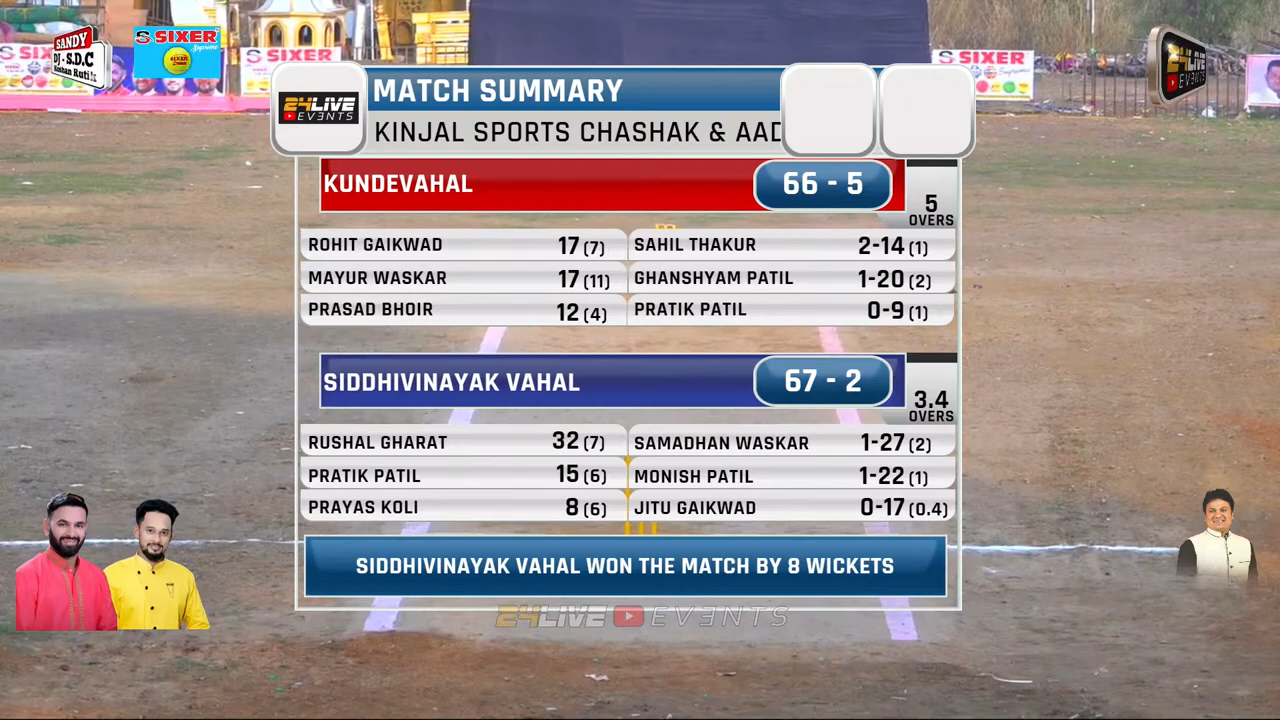 SANDY
DJ - S.D.C
SIXER
Supreme
SIXER
SIXER
24LIVE
EVENTS
MATCH SUMMARY
KINJAL SPORTS CHASHAK & AAD
SIXER
24LIVE
EVENTS
KUNDEVAHAL 66 - 5
5
OVERS
ROHIT GAIKWAD 17 (7) SAHIL THAKUR 2-14 (1)
MAYUR WASKAR 17 (11) GHANSHYAM PATIL 1-20 (2)
PRASAD BHOIR 12 (4) PRATIK PATIL 0-9 (1)
SIDDHIVINAYAK VAHAL 67 - 2
3.4
OVERS
RUSHAL GHARAT 32 (7) SAMADHAN WASKAR 1-27 (2)
PRATIK PATIL 15 (6) MONISH PATIL 1-22 (1)
PRAYAS KOLI 8 (6) JITU GAIKWAD 0-17 (0.4)
SIDDHIVINAYAK VAHAL WON THE MATCH BY 8 WICKETS
24LIVE EVENTS